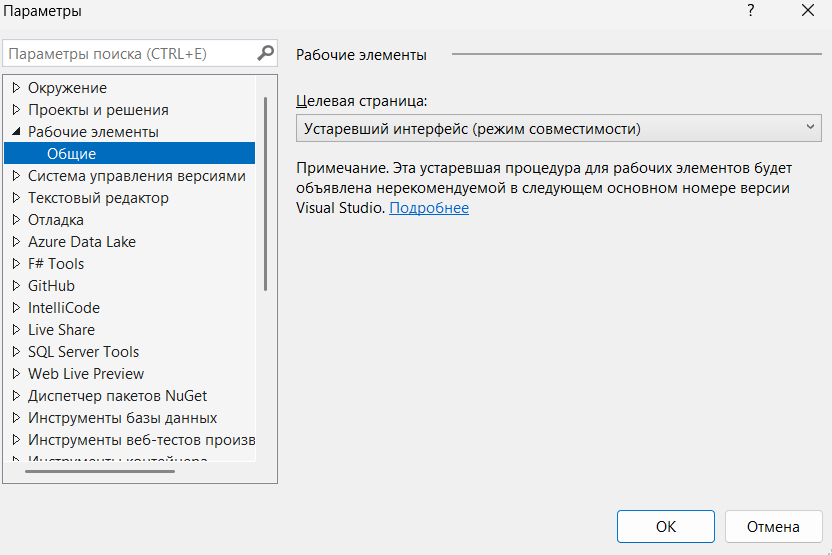 Параметры
?
Параметры поиска (CTRL+E)
Окружение
Проекты и решения
Рабочие элементы
Общие
Система управления версиями
Текстовый редактор
Отладка
Azure Data Lake
F# Tools
GitHub
IntelliCode
Live Share
SQL Server Tools
Web Live Preview
Диспетчер пакетов NuGet
Инструменты базы данных
Инструменты веб-тестов произв
Инструменты контейнера
Рабочие элементы
Целевая страница:
Устаревший интерфейс (режим совместимости)
Примечание. Эта устаревшая процедура для рабочих элементов будет
объявлена нерекомендуемой в следующем основном номере версии
Visual Studio. Подробнее
ОК
Отмена